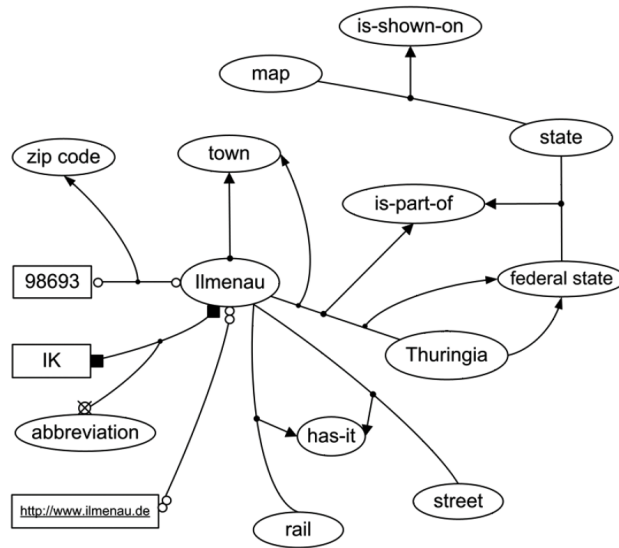 is-shown-on
map
state
zip code
town
is-part-of
98693
Ilmenau
federal state
IK
Thuringia
abbreviation
has-it
http://www.ilmenau.de
street
rail